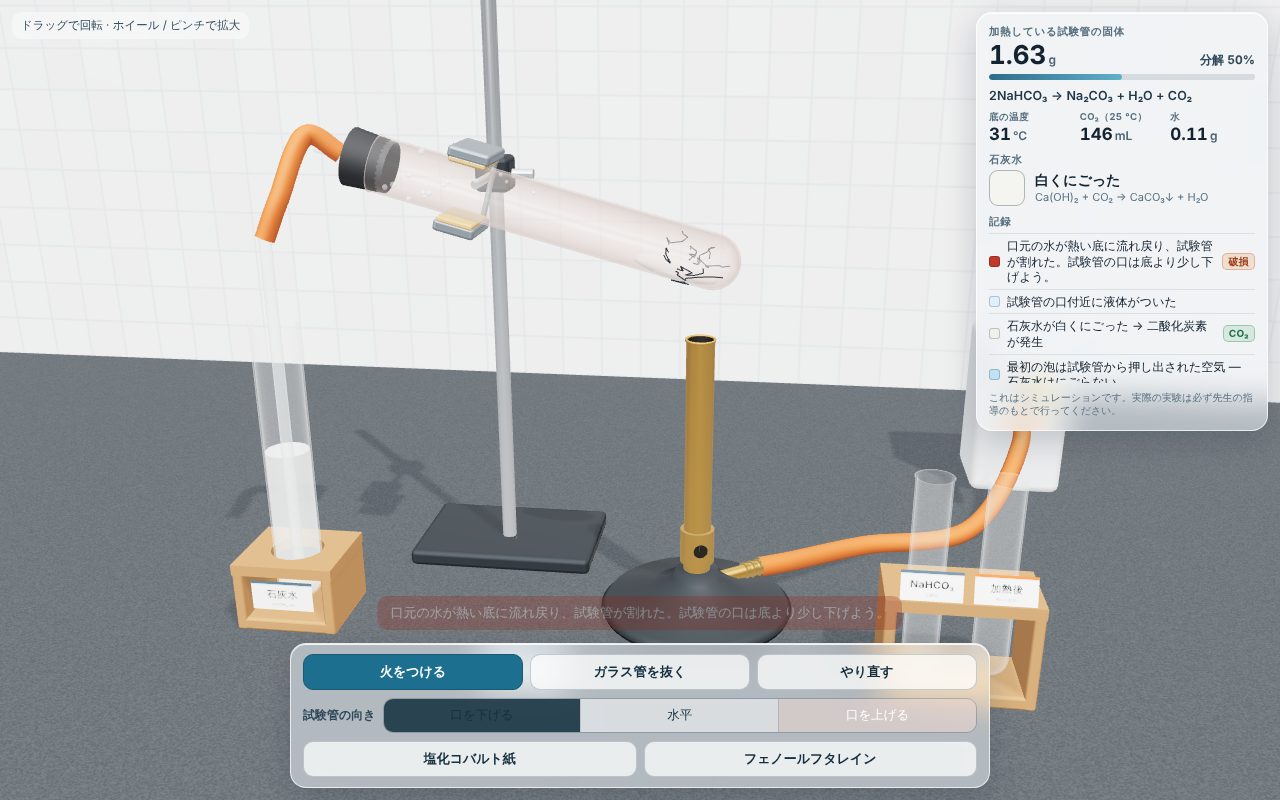 ドラッグで回転 · ホイール / ピンチで拡大
加熱している試験管の固体
1.63 g
分解 50%
2NaHCO₃ → Na₂CO₃ + H₂O + CO₂
底の温度 CO₂（25 °C） 水
31 °C 146 mL 0.11 g
石灰水
白くにごった
Ca(OH)₂ + CO₂ → CaCO₃↓ + H₂O
記録
口元の水が熱い底に流れ戻り、試験管
が割れた。試験管の口は底より少し下
げよう。
破損
試験管の口付近に液体がついた
石灰水が白くにごった → 二酸化炭素
が発生
CO₂
最初の泡は試験管から押し出された空気 —
石灰水はにごらない
これはシミュレーションです。実際の実験は必ず先生の指
導のもとで行ってください。
NaHCO₃
加熱後
石灰水
口元の水が熱い底に流れ戻り、試験管が割れた。試験管の口は底より少し下げよう。
火をつける
ガラス管を抜く
やり直す
試験管の向き
口を下げる
水平
口を上げる
塩化コバルト紙
フェノールフタレイン